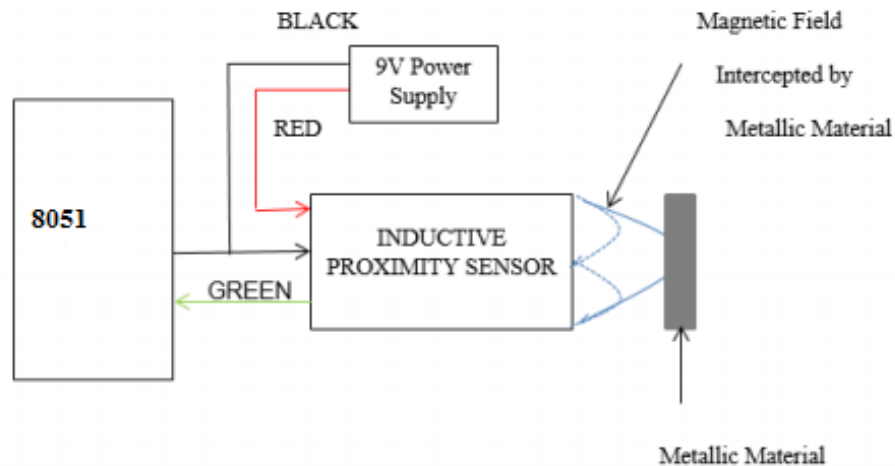 BLACK
9V Power
Supply
RED
Magnetic Field
Intercepted by
Metallic Material
8051
INDUCTIVE
PROXIMITY SENSOR
GREEN
Metallic Material